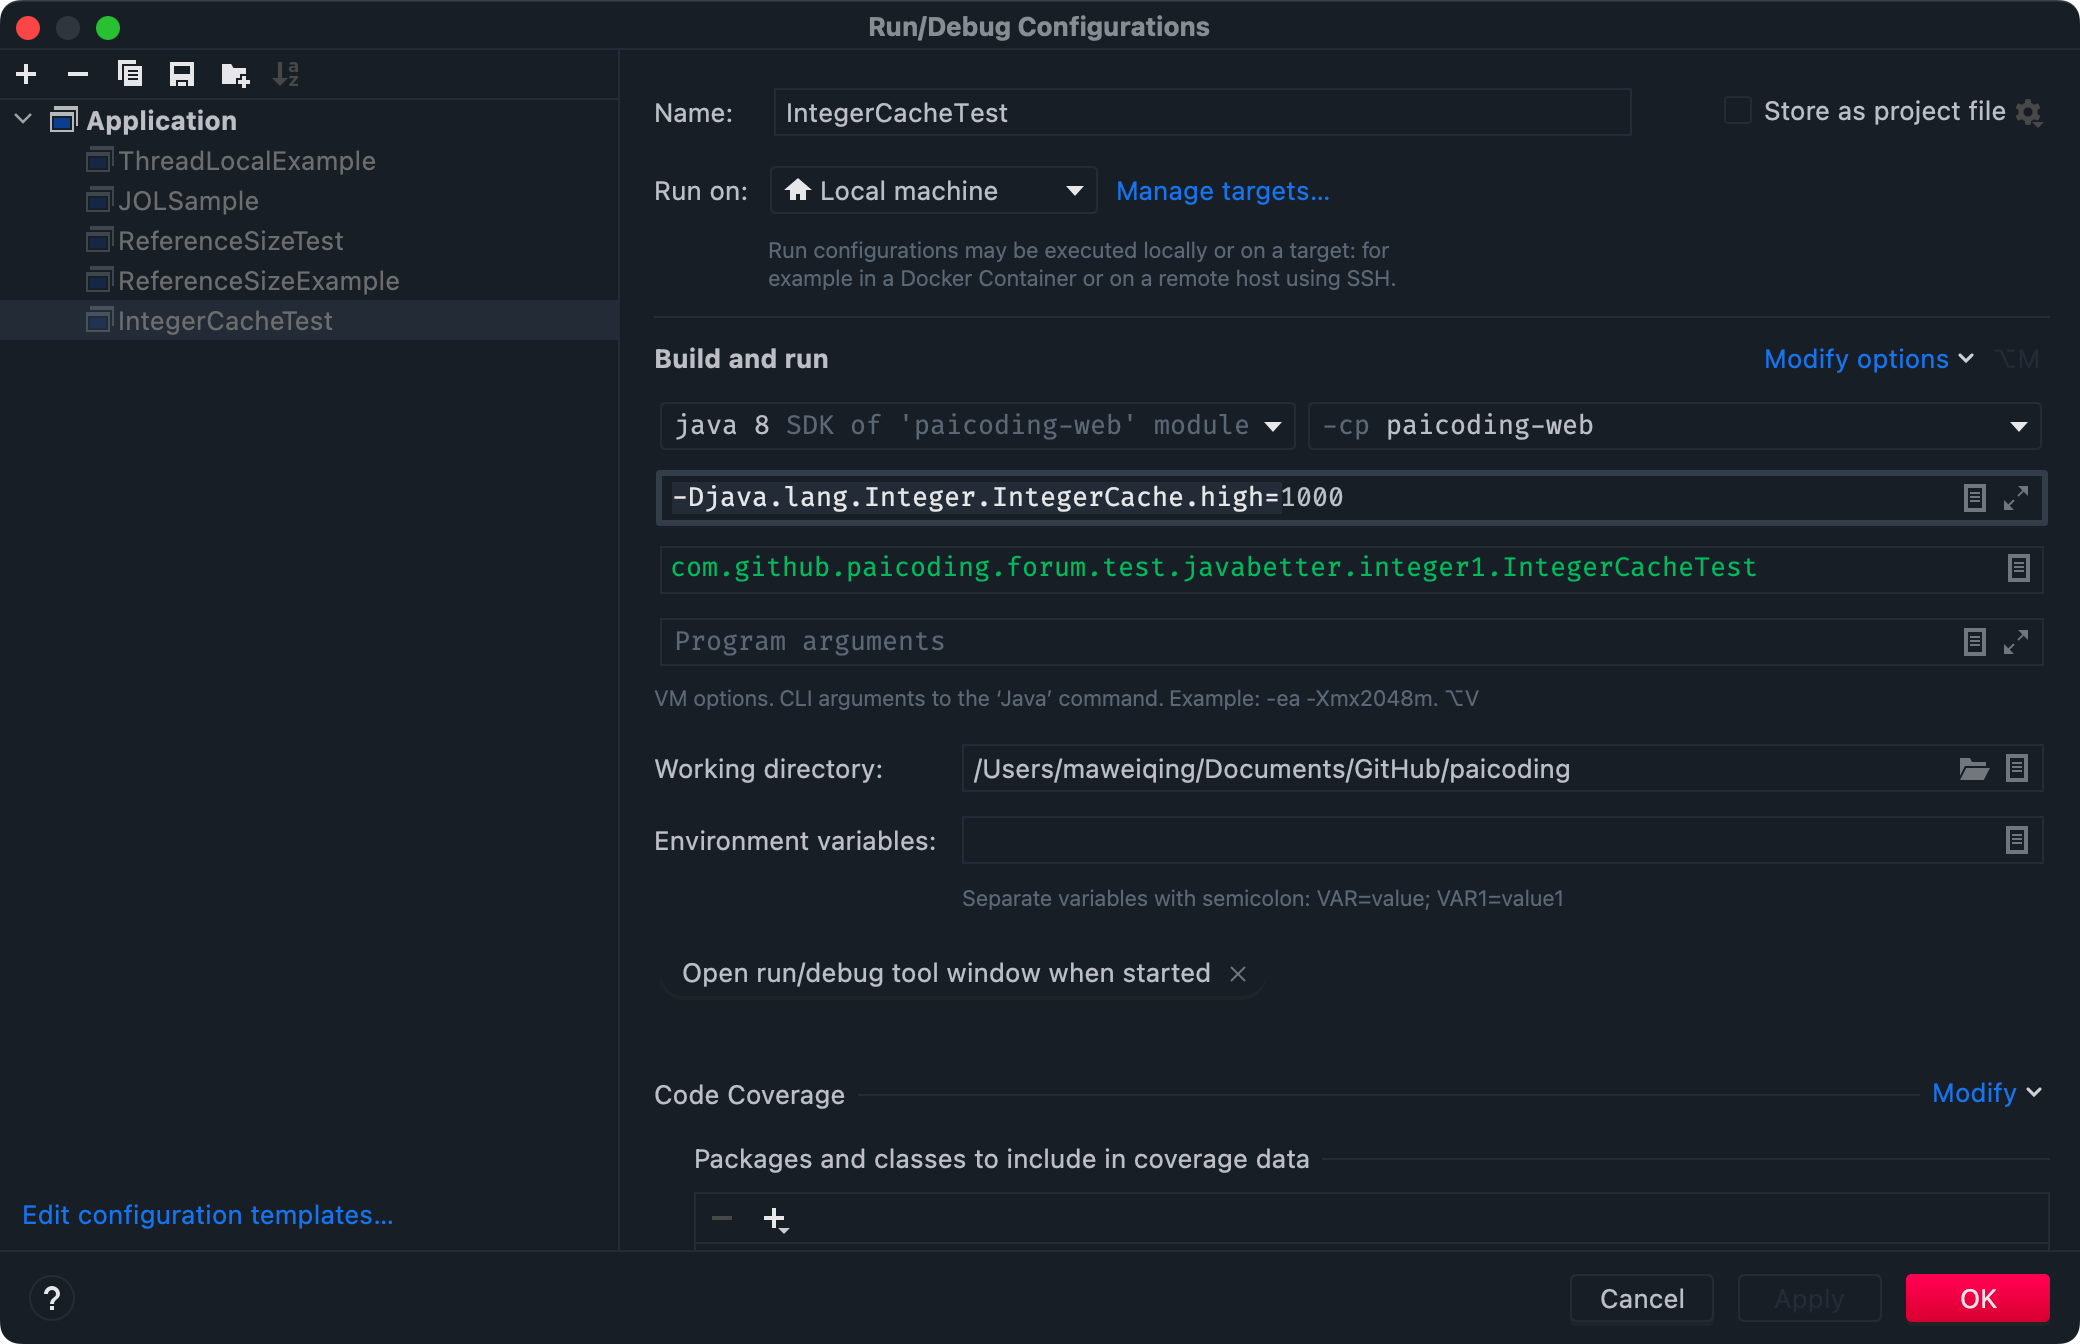 Run/Debug Configurations
Application
ThreadLocalExample
JOLSample
ReferenceSizeTest
ReferenceSizeExample
IntegerCacheTest
Edit configuration templates...
Name: IntegerCacheTest
Store as project file
Run on: Local machine Manage targets...
Run configurations may be executed locally or on a target: for
example in a Docker Container or on a remote host using SSH.
Build and run
Modify options ⌥M
java 8 SDK of 'paicoding-web' module
-cp paicoding-web
-Djava.lang.Integer.IntegerCache.high=1000
com.github.paicoding.forum.test.javabetter.integer1.IntegerCacheTest
Program arguments
VM options. CLI arguments to the ‘Java’ command. Example: -ea -Xmx2048m. ⌥V
Working directory: /Users/maweiqing/Documents/GitHub/paicoding
Environment variables:
Separate variables with semicolon: VAR=value; VAR1=value1
Open run/debug tool window when started ×
Code Coverage
Modify
Packages and classes to include in coverage data
?
Cancel
Apply
OK